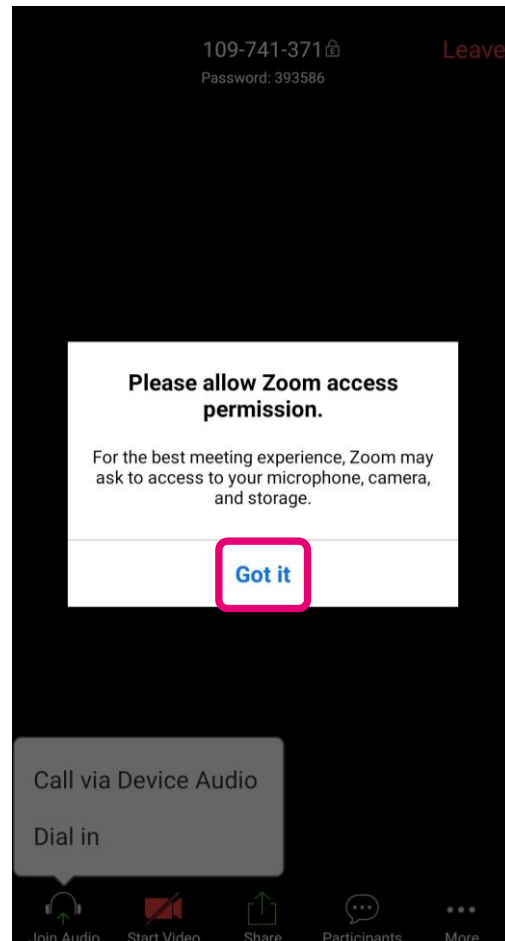 109-741-371
Leave
Password: 393586
Please allow Zoom access
permission.
For the best meeting experience, Zoom may
ask to access to your microphone, camera,
and storage.
Got it
Call via Device Audio
Dial in
Join Audio Start Video Share Participants More